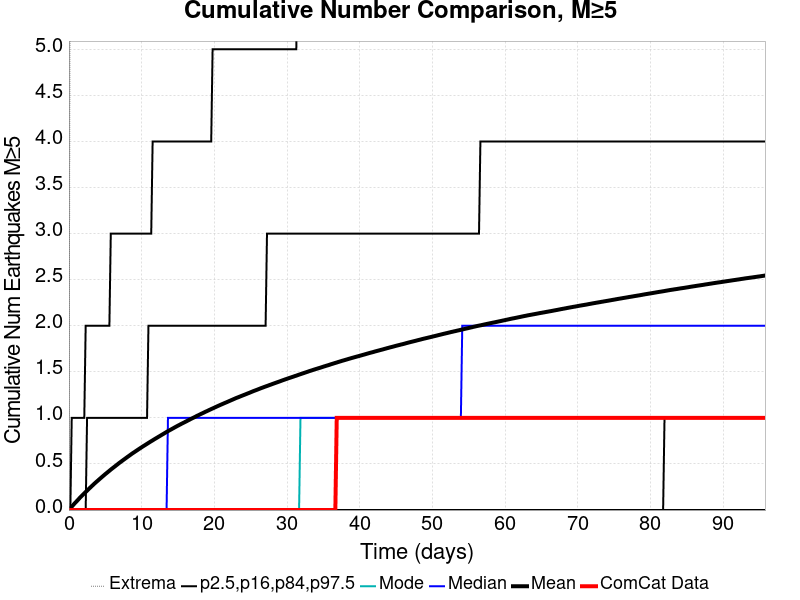 Cumulative Number Comparison, M≥5
Cumulative Num Earthquakes M≥5
5.0
4.5
4.0
3.5
3.0
2.5
2.0
1.5
1.0
0.5
0.0
0 10 20 30 40 50 60 70 80 90
Time (days)
Extrema p2.5,p16,p84,p97.5 Mode Median Mean ComCat Data